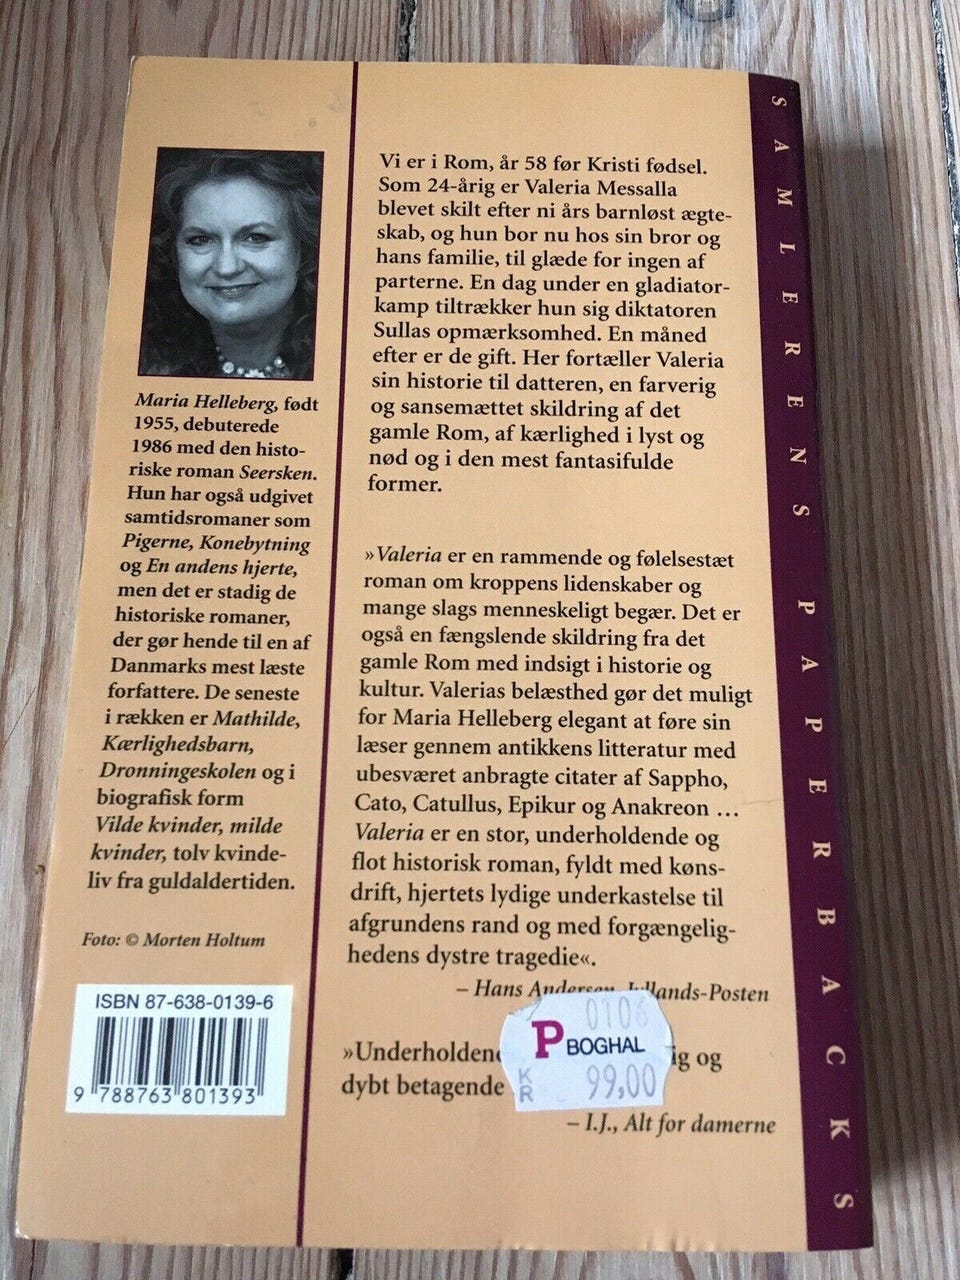 Maria Helleberg, født
1955, debuterede
1986 med den histo-
riske roman Seersken.
Hun har også udgivet
samtidsromaner som
Pigerne, Konebytning
og En andens hjerte,
men det er stadig de
historiske romaner,
der gør hende til en af
Danmarks mest læste
forfattere. De seneste
i rækken er Mathilde,
Kærlighedsbarn,
Dronningeskolen og i
biografisk form
Vilde kvinder, milde
kvinder, tolv kvinde-
liv fra guldaldertiden.
Foto: © Morten Holtum
ISBN 87-638-0139-6
9 788763 801393
Vi er i Rom, år 58 før Kristi fødsel.
Som 24-årig er Valeria Messalla
blevet skilt efter ni års barnløst ægte-
skab, og hun bor nu hos sin bror og
hans familie, til glæde for ingen af
parterne. En dag under en gladiator-
kamp tiltrækker hun sig diktatoren
Sullas opmærksomhed. En måned
efter er de gift. Her fortæller Valeria
sin historie til datteren, en farverig
og sansemættet skildring af det
gamle Rom, af kærlighed i lyst og
nød og i den mest fantasifulde
former.
»Valeria er en rammende og følelsestæt
roman om kroppens lidenskaber og
mange slags menneskeligt begær. Det er
også en fængslende skildring fra det
gamle Rom med indsigt i historie og
kultur. Valerias belæsthed gør det muligt
for Maria Helleberg elegant at føre sin
læser gennem antikkens litteratur med
ubesværet anbragte citater af Sappho,
Cato, Catullus, Epikur og Anakreon …
Valeria er en stor, underholdende og
flot historisk roman, fyldt med køns-
drift, hjertets lydige underkastelse til
afgrundens rand og med forgængelig-
hedens dystre tragedie«.
– Hans Andersen, Jyllands-Posten
»Underholden ig og
dybt betagende
– I.J., Alt for damerne
0106
P BOGHAL
KR 99,00
SAMLERENS PAPERBACKS